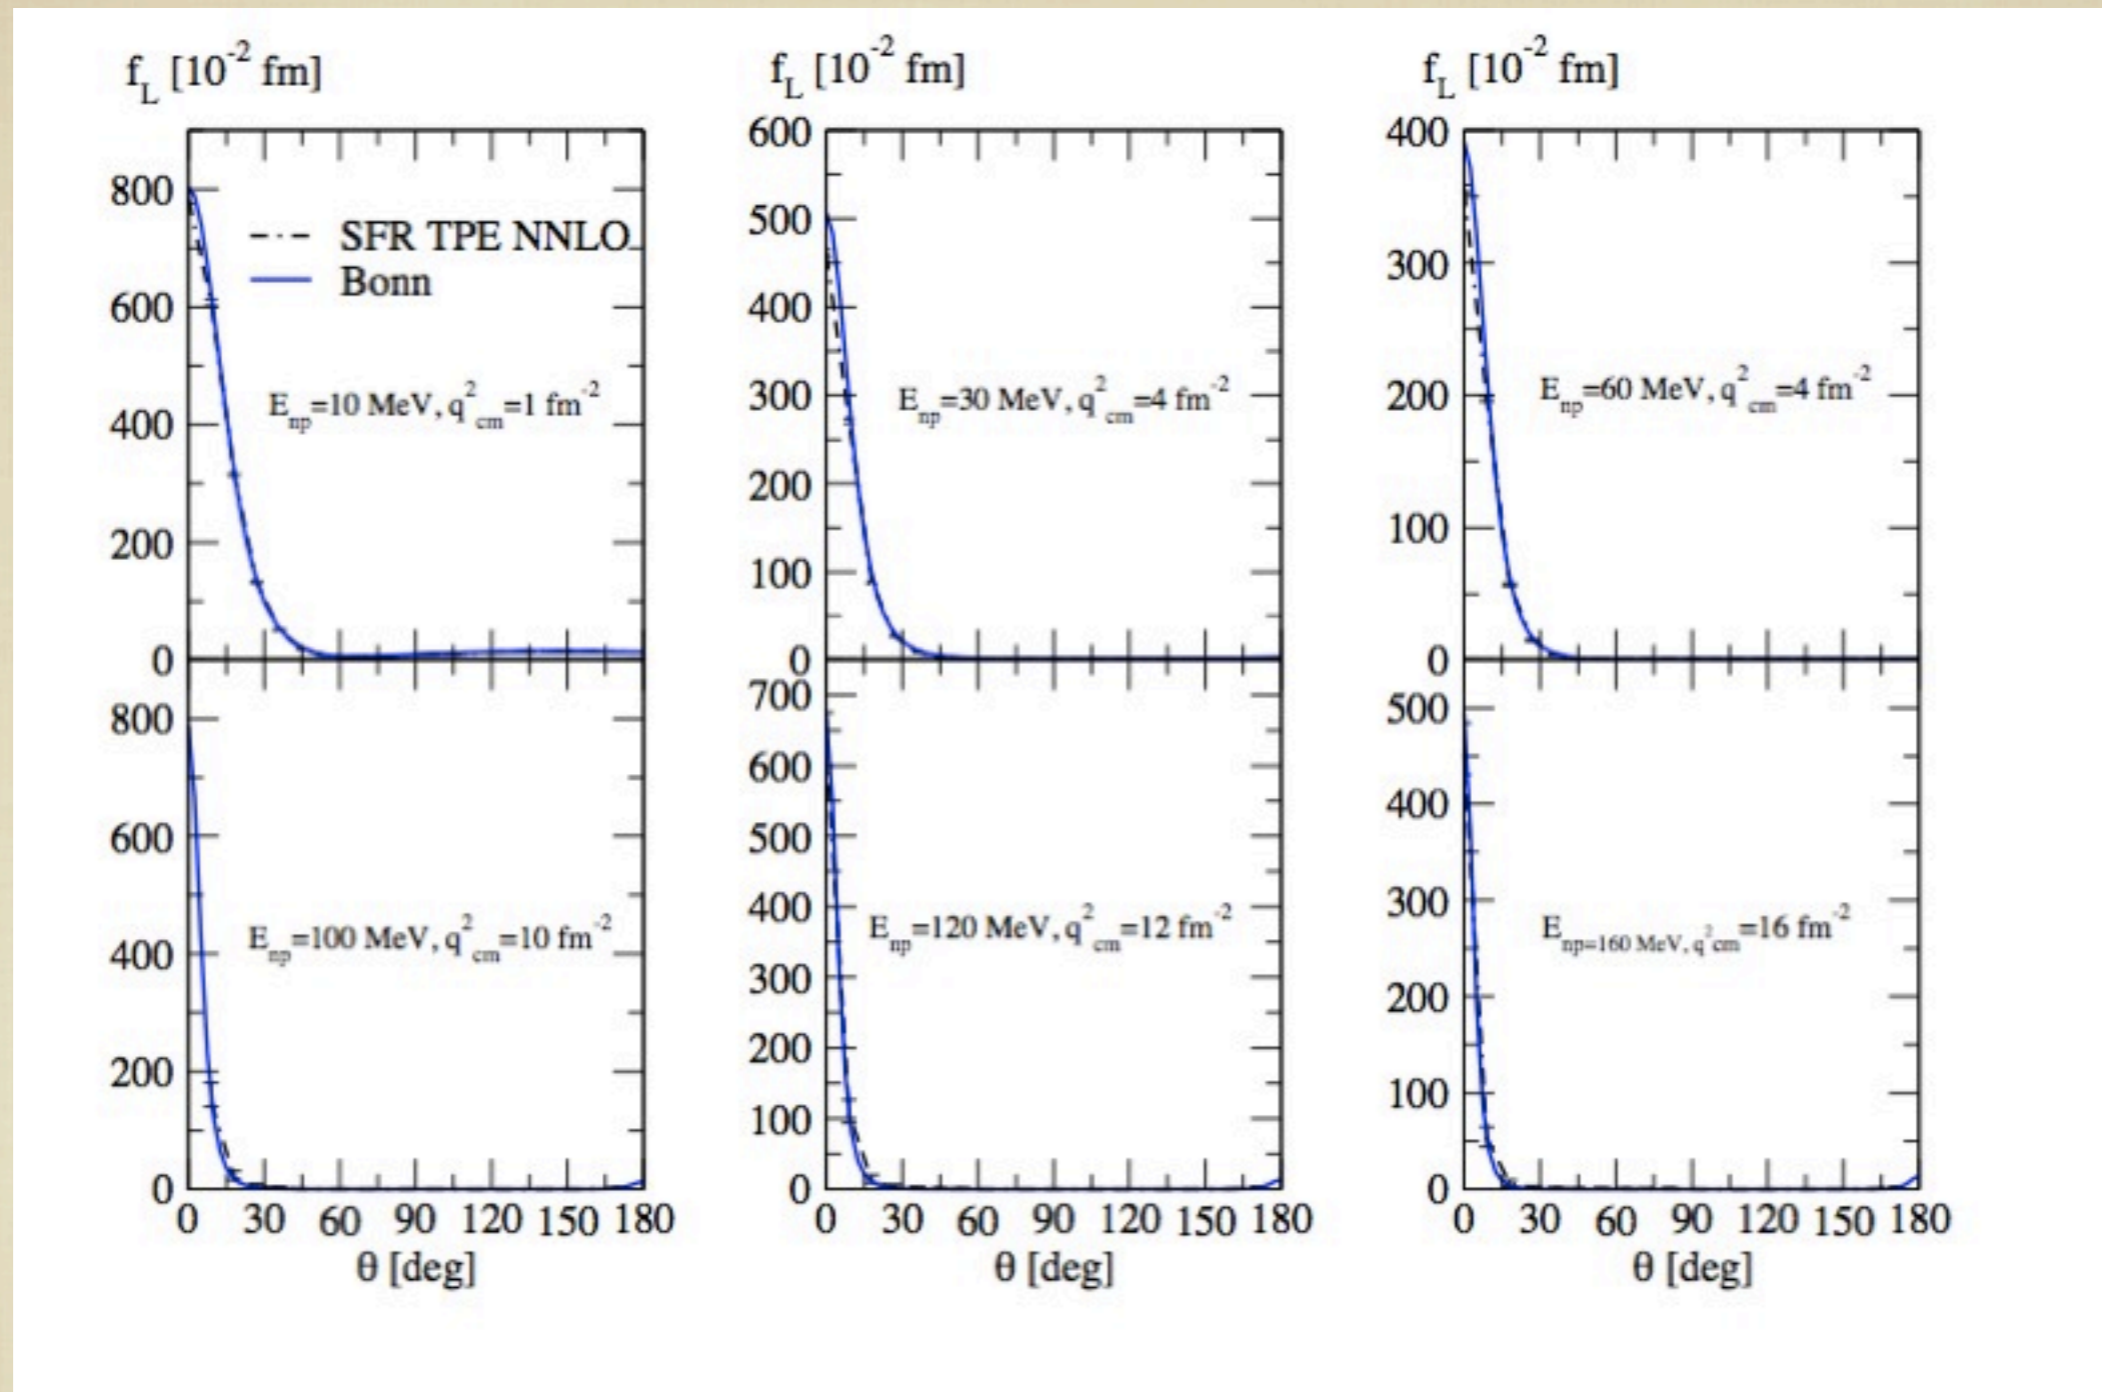 f_L [10^-2 fm]
f_L [10^-2 fm]
f_L [10^-2 fm]
800
600
400
200
0
SFR TPE NNLO
Bonn
E_np=10 MeV, q^2_cm=1 fm^-2
600
500
400
300
200
100
0
E_np=30 MeV, q^2_cm=4 fm^-2
400
300
200
100
0
E_np=60 MeV, q^2_cm=4 fm^-2
800
600
400
200
0
E_np=100 MeV, q^2_cm=10 fm^-2
0 30 60 90 120 150 180
θ [deg]
700
600
500
400
300
200
100
0
E_np=120 MeV, q^2_cm=12 fm^-2
0 30 60 90 120 150 180
θ [deg]
500
400
300
200
100
0
E_np=160 MeV, q^2cm=16 fm^-2
0 30 60 90 120 150 180
θ [deg]